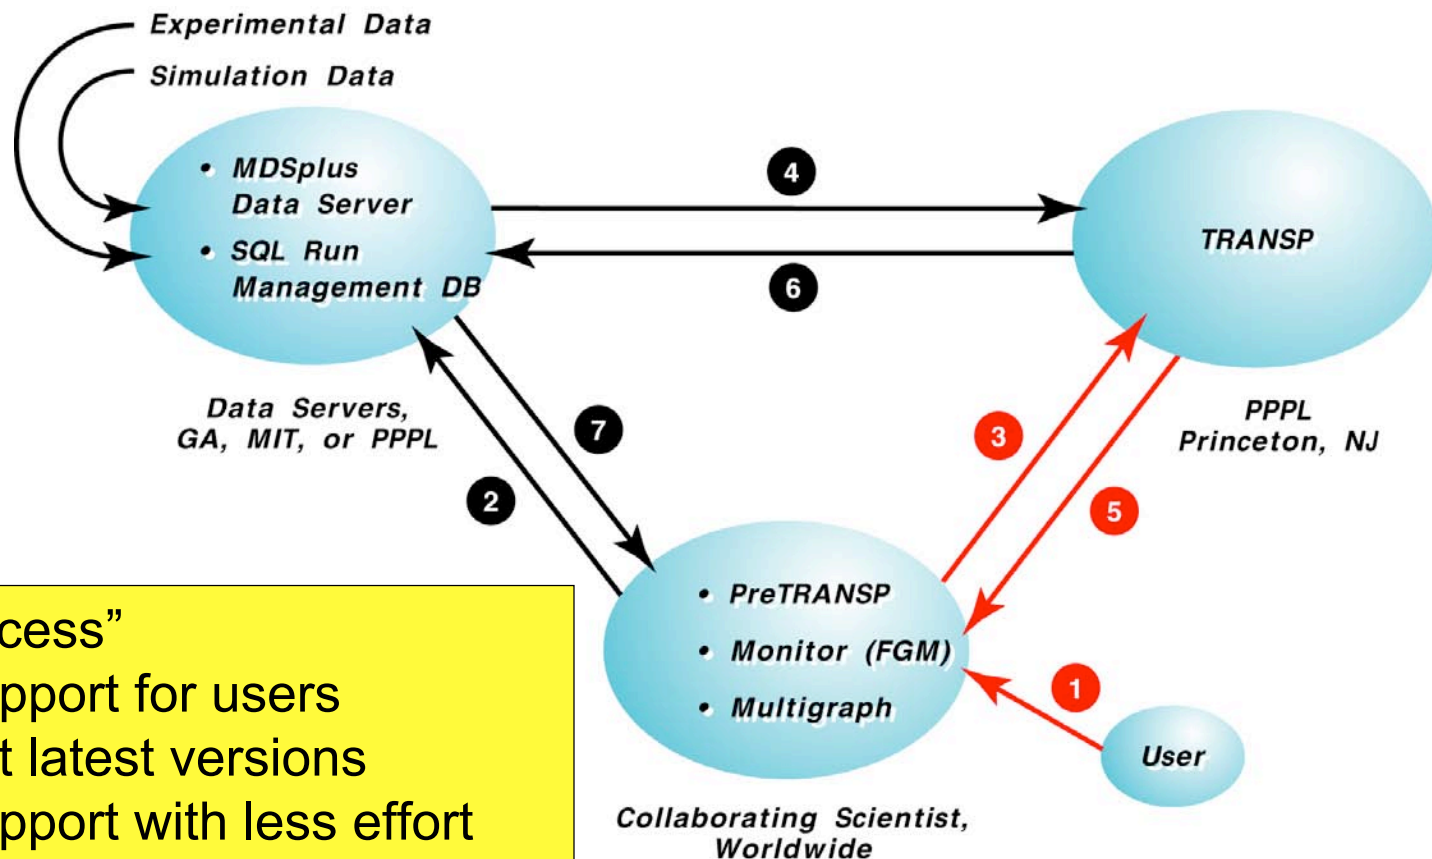 Experimental Data
Simulation Data
• MDSplus
Data Server
• SQL Run
Management DB
4
TRANSP
6
Data Servers,
GA, MIT, or PPPL
7
3
PPPL
Princeton, NJ
2
5
• PreTRANSP
• Monitor (FGM)
• Multigraph
1
User
Collaborating Scientist,
Worldwide
cess”
pport for users
t latest versions
pport with less effort